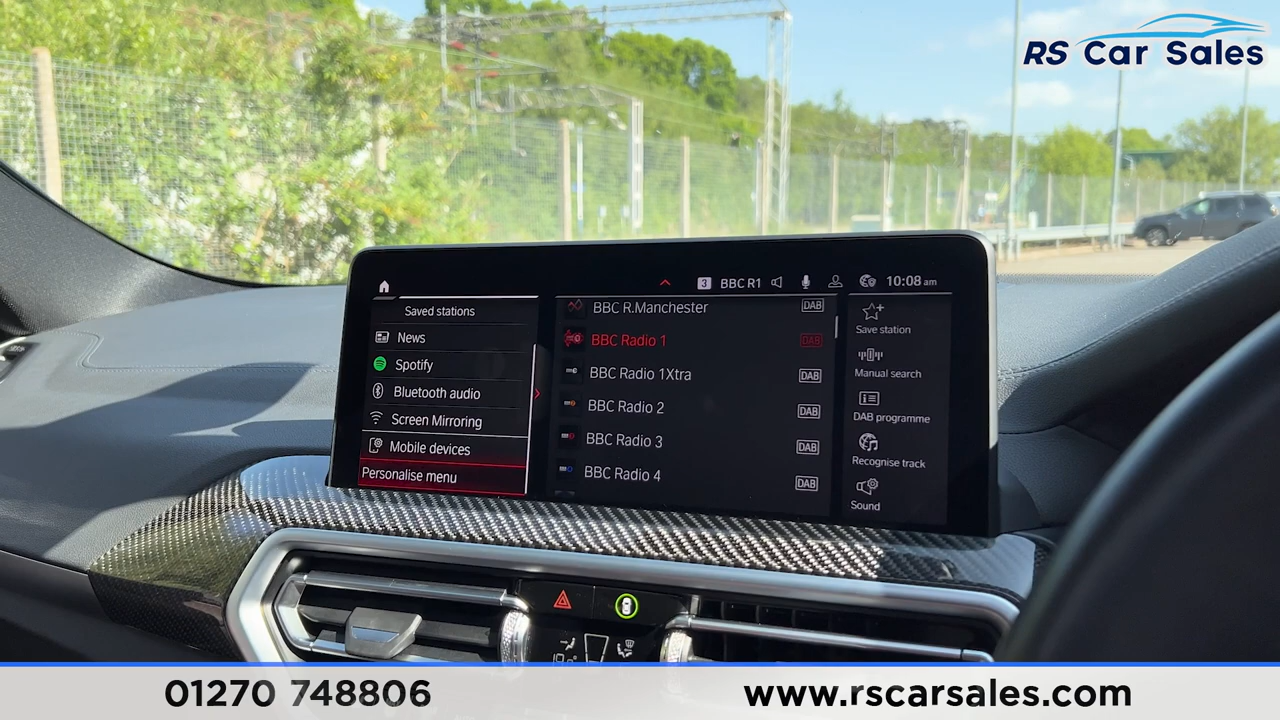 RS Car Sales
3 BBC R1 10:08 am
Saved stations
News
Spotify
Bluetooth audio
Screen Mirroring
Mobile devices
Personalise menu
BBC R.Manchester DAB
BBC Radio 1 DAB
BBC Radio 1Xtra DAB
BBC Radio 2 DAB
BBC Radio 3 DAB
BBC Radio 4 DAB
Save station
Manual search
DAB programme
Recognise track
Sound
01270 748806
www.rscarsales.com